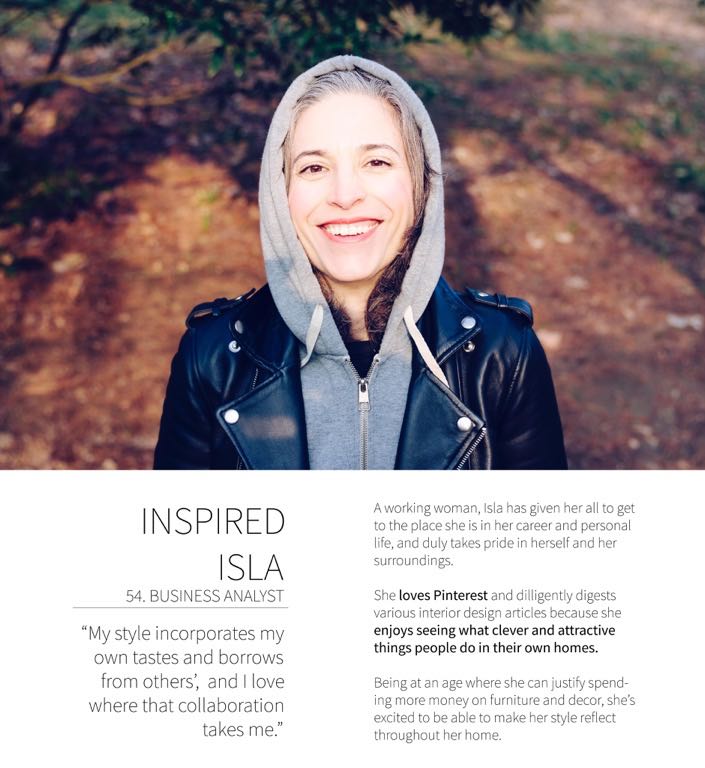 INSPIRED
ISLA
54. BUSINESS ANALYST
“My style incorporates my
own tastes and borrows
from others’,  and I love
where that collaboration
takes me.”
A working woman, Isla has given her all to get
to the place she is in her career and personal
life, and duly takes pride in herself and her
surroundings.
She loves Pinterest and dilligently digests
various interior design articles because she
enjoys seeing what clever and attractive
things people do in their own homes.
Being at an age where she can justify spend-
ing more money on furniture and decor, she’s
excited to be able to make her style reflect
throughout her home.